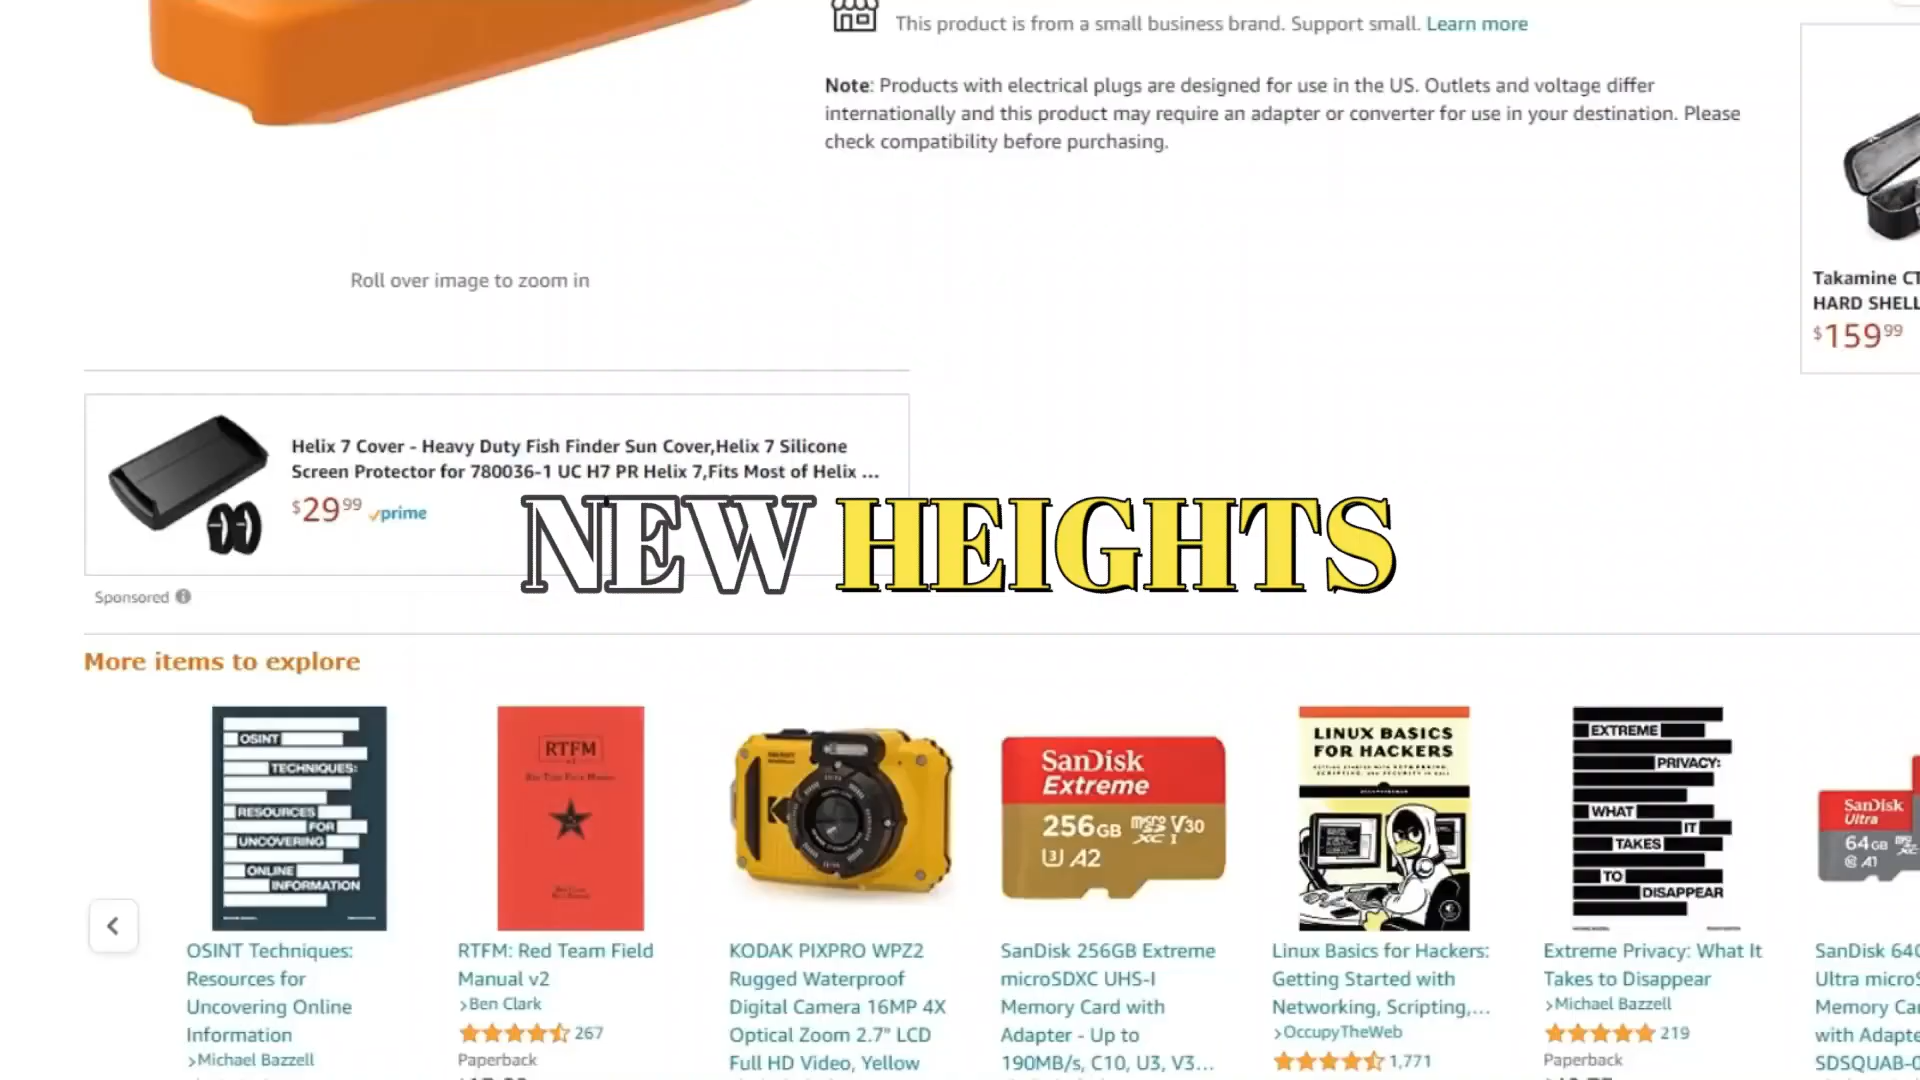 This product is from a small business brand. Support small. Learn more
Note: Products with electrical plugs are designed for use in the US. Outlets and voltage differ
internationally and this product may require an adapter or converter for use in your destination. Please
check compatibility before purchasing.
Roll over image to zoom in
Takamine CT
HARD SHELL
$159 99
Helix 7 Cover - Heavy Duty Fish Finder Sun Cover,Helix 7 Silicone
Screen Protector for 780036-1 UC H7 PR Helix 7,Fits Most of Helix ...
$29 99 prime
NEW HEIGHTS
Sponsored
More items to explore
OSINT
TECHNIQUES:
RESOURCES
FOR
UNCOVERING
ONLINE
INFORMATION
RTFM
SanDisk
Extreme
256GB microSD XC I V30
U3 A2
LINUX BASICS
FOR HACKERS
EXTREME
PRIVACY:
WHAT
IT
TAKES
TO
DISAPPEAR
SanDisk
Ultra
64GB
A1
OSINT Techniques:
Resources for
Uncovering Online
Information
›Michael Bazzell
RTFM: Red Team Field
Manual v2
›Ben Clark
267
Paperback
KODAK PIXPRO WPZ2
Rugged Waterproof
Digital Camera 16MP 4X
Optical Zoom 2.7" LCD
Full HD Video, Yellow
SanDisk 256GB Extreme
microSDXC UHS-I
Memory Card with
Adapter - Up to
190MB/s, C10, U3, V3...
Linux Basics for Hackers:
Getting Started with
Networking, Scripting,...
›OccupyTheWeb
1,771
Extreme Privacy: What It
Takes to Disappear
›Michael Bazzell
219
Paperback
SanDisk 64G
Ultra microS
Memory Car
with Adapte
SDSQUAB-0